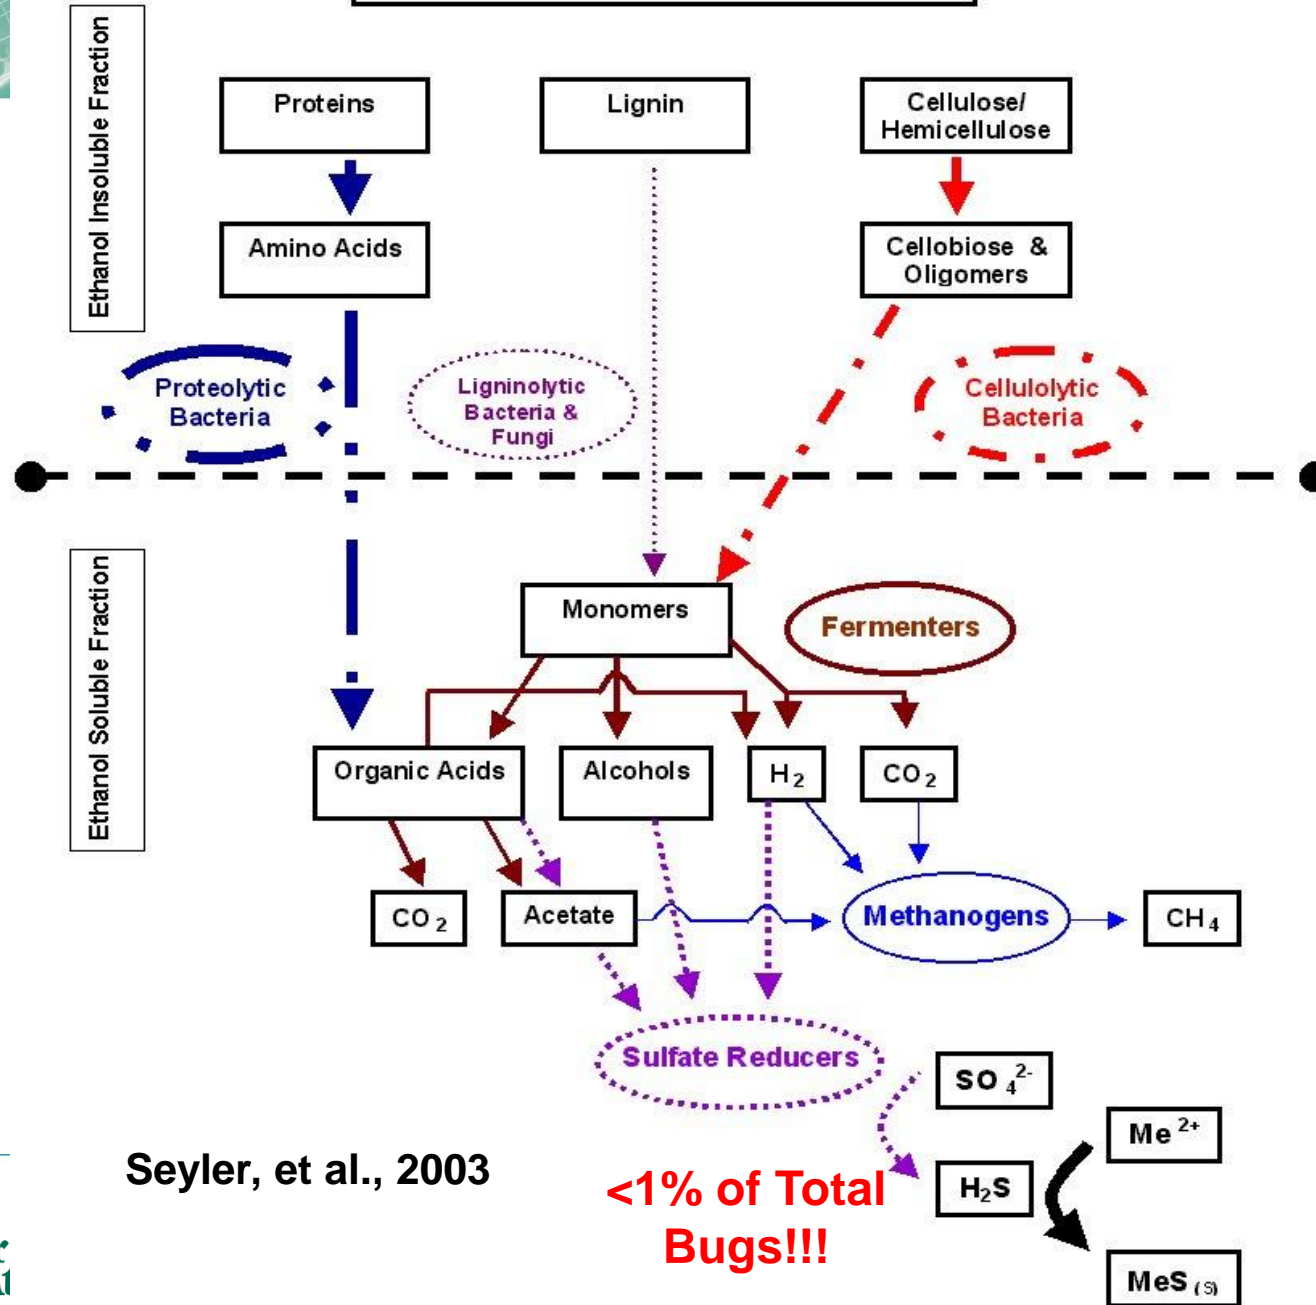 Ethanol Insoluble Fraction
Proteins
Lignin
Cellulose/
Hemicellulose
Amino Acids
Cellobiose &
Oligomers
Proteolytic
Bacteria
Ligninolytic
Bacteria &
Fungi
Cellulolytic
Bacteria
Ethanol Soluble Fraction
Monomers
Fermenters
Organic Acids
Alcohols
H₂
CO₂
CO₂
Acetate
Methanogens
CH₄
Sulfate Reducers
SO₄²⁻
Me²⁺
H₂S
MeS (S)
Seyler, et al., 2003
<1% of Total
Bugs!!!